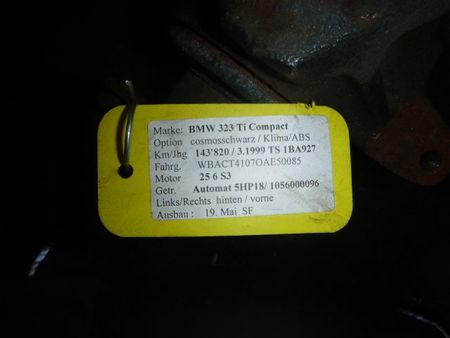 Marke: BMW 323 Ti Compact
Option cosmosschwarz / Klima/ABS
Km/Jhg 143'820 / 3.1999 TS 1BA927
Fahrg. WBACT4107OAE50085
Motor 25 6 S3
Getr. Automat 5HP18/ 1056000096
Links/Rechts hinten / vorne
Ausbau : 19. Mai SF